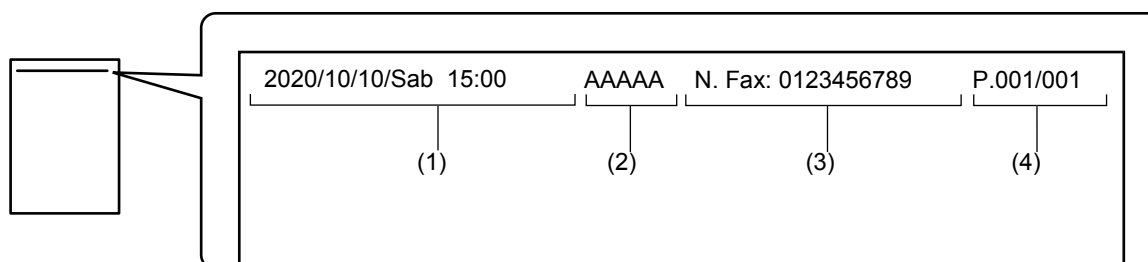 2020/10/10/Sab 15:00 AAAAA N. Fax: 0123456789 P.001/001
(1) (2) (3) (4)